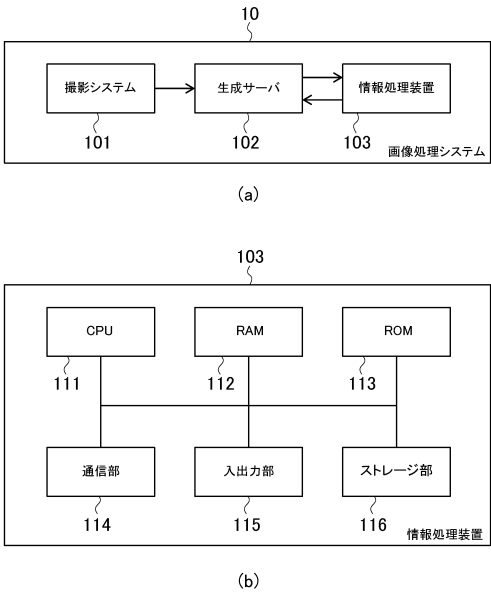 10
撮影システム
生成サーバ
情報処理装置
101
102
103
画像処理システム
(a)
103
CPU
RAM
ROM
111
112
113
通信部
入出力部
ストレージ部
114
115
116
情報処理装置
(b)